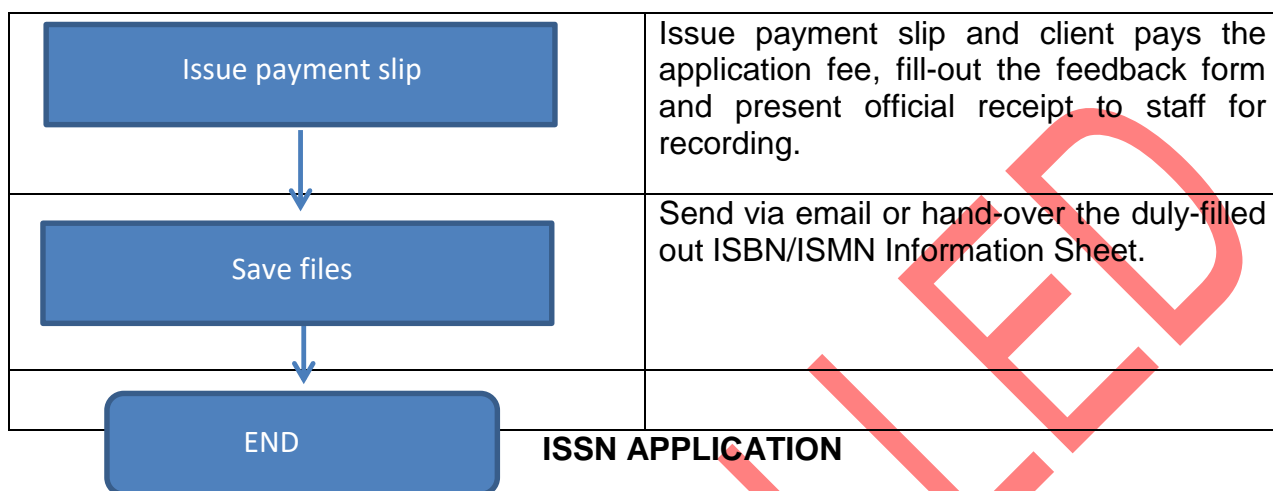 Issue payment slip
Issue payment slip and client pays the
application fee, fill-out the feedback form
and present official receipt to staff for
recording.
Save files
Send via email or hand-over the duly-filled
out ISBN/ISMN Information Sheet.
END
ISSN APPLICATION
LED